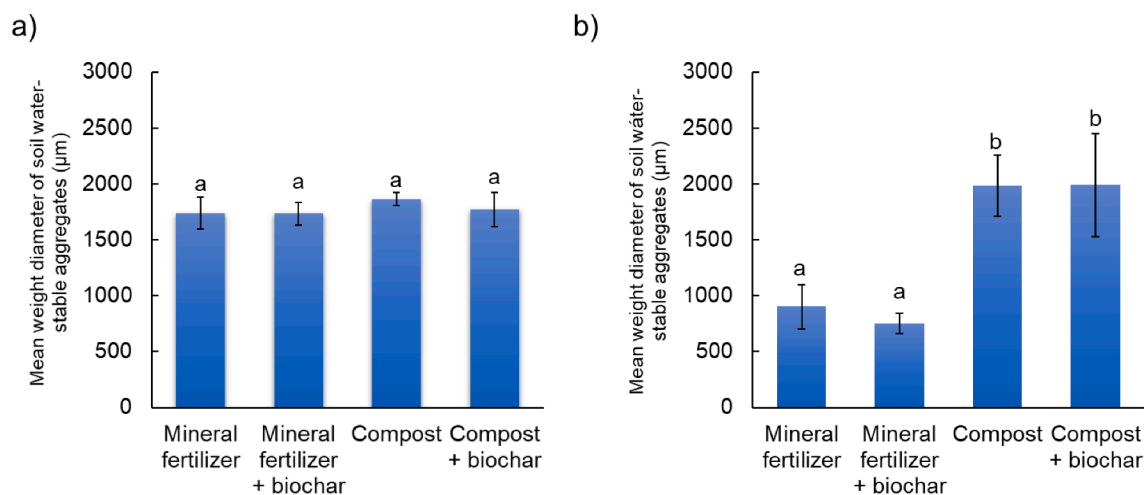 a)
Mean weight diameter of soil water-
stable aggregates (µm)
3000
2500
2000
1500
1000
500
0
a
a
a
a
Mineral
fertilizer
Mineral
fertilizer
+ biochar
Compost
Compost
+ biochar
b)
Mean weight diameter of soil wáter-
stable aggregates (µm)
3000
2500
2000
1500
1000
500
0
a
a
b
b
Mineral
fertilizer
Mineral
fertilizer
+ biochar
Compost
Compost
+ biochar